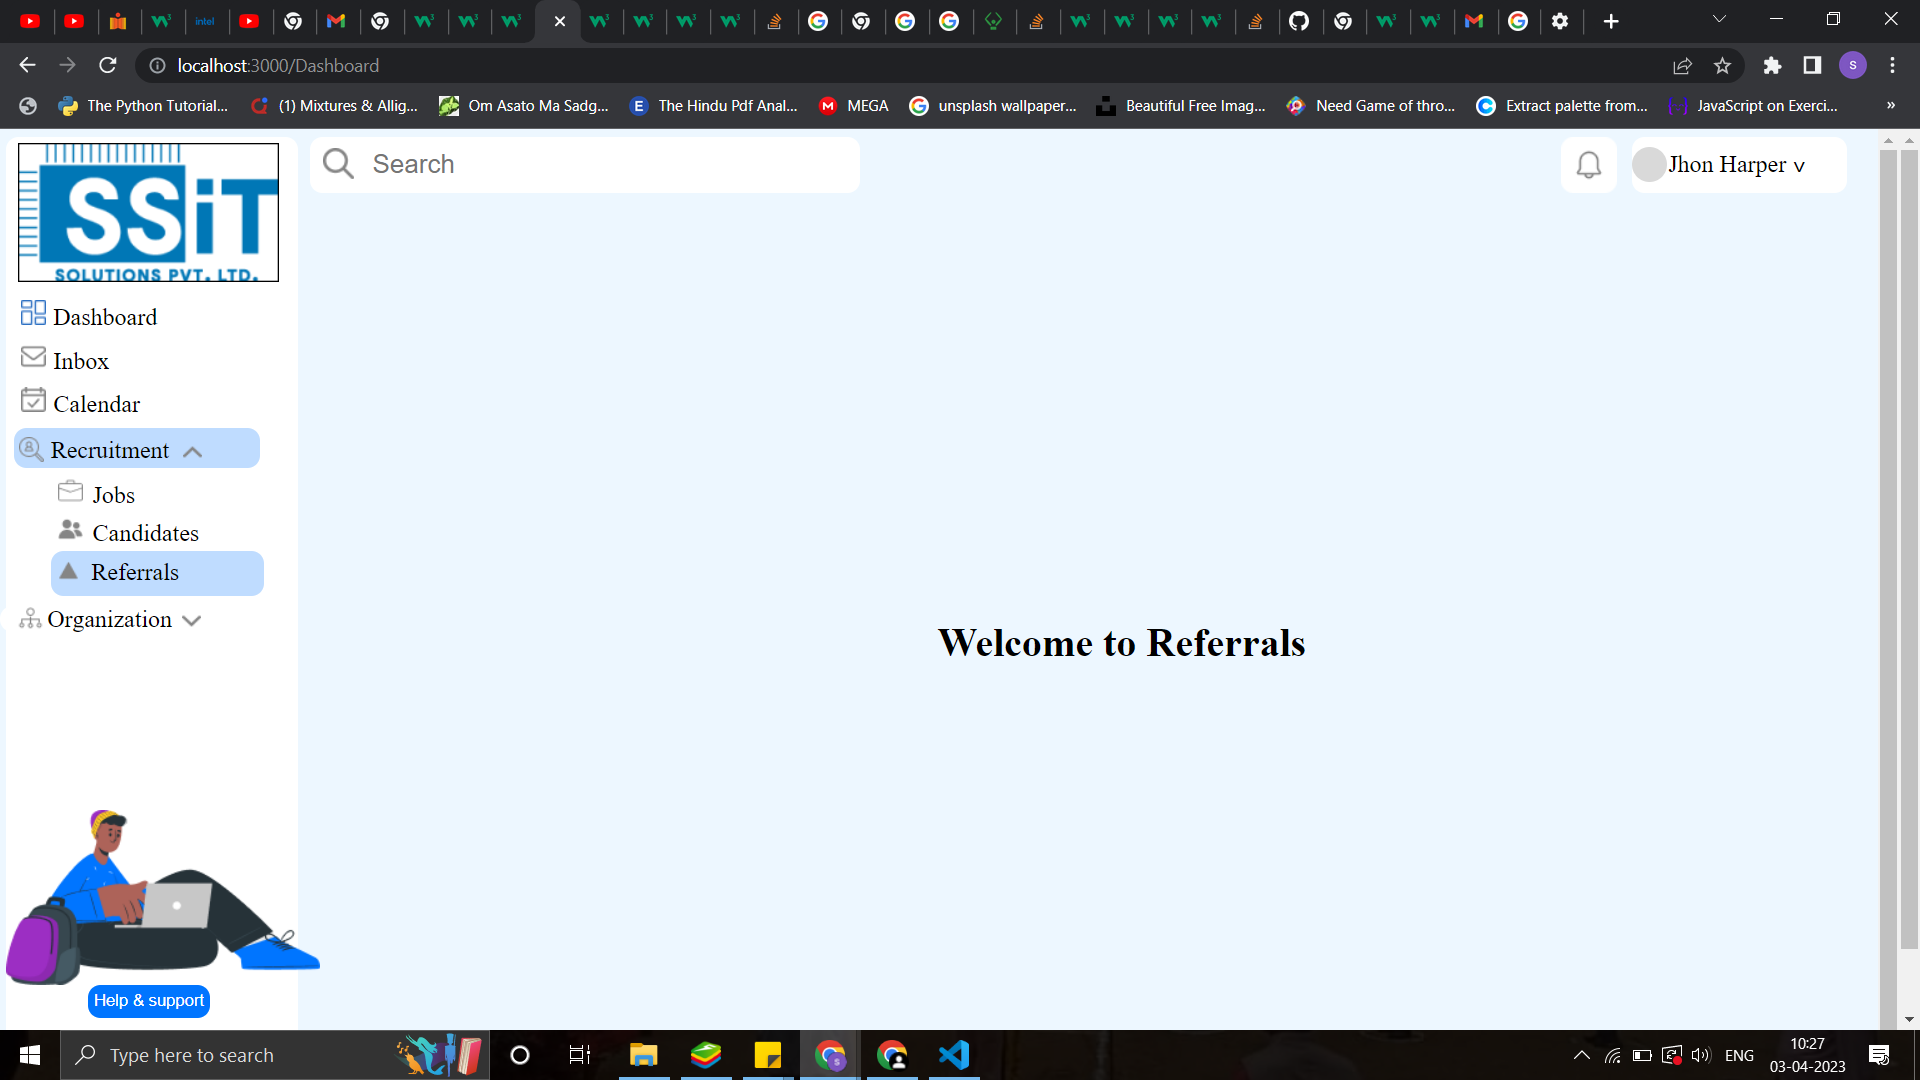 intel
localhost:3000/Dashboard
S
The Python Tutorial...
(1) Mixtures & Allig...
Om Asato Ma Sadg...
E
The Hindu Pdf Anal...
M
MEGA
unsplash wallpaper...
Beautiful Free Imag...
Need Game of thro...
Extract palette from...
JavaScript on Exerci...
»
SSiT
SOLUTIONS PVT. LTD.
Search
Jhon Harper v
Dashboard
Inbox
Calendar
Recruitment
Jobs
Candidates
Referrals
Organization
Welcome to Referrals
Help & support
Type here to search
ENG
10:27
03-04-2023